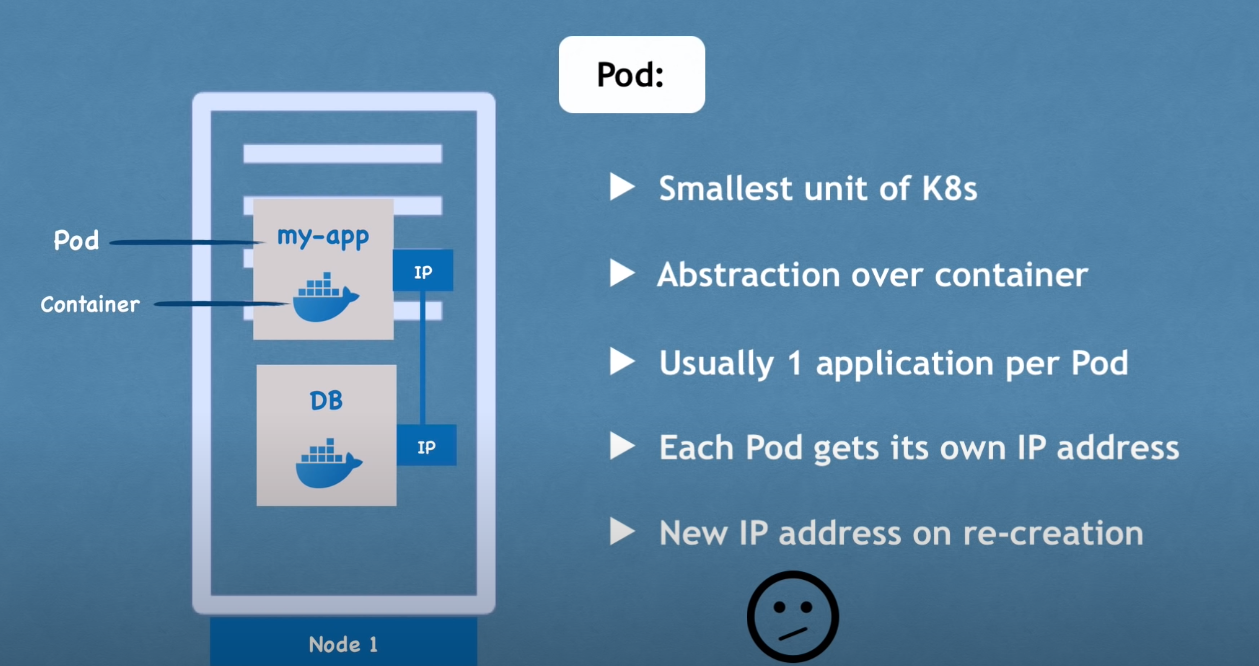 Pod:
Smallest unit of K8s
Abstraction over container
Usually 1 application per Pod
Each Pod gets its own IP address
New IP address on re-creation
Pod
Container
my-app
IP
DB
IP
Node 1